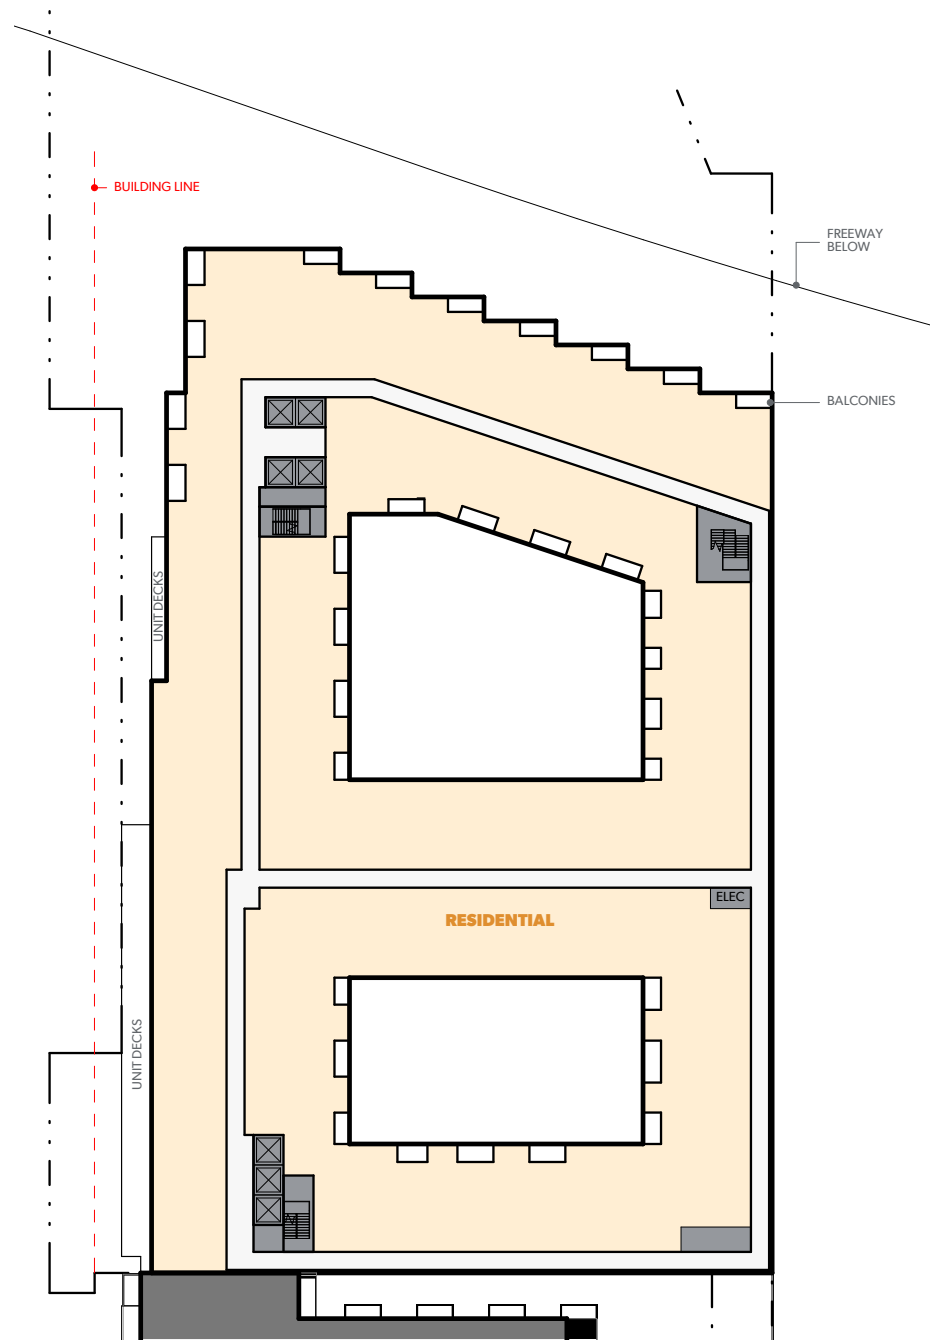 BUILDING LINE
FREEWAY
BELOW
BALCONIES
UNIT DECKS
ELEC
RESIDENTIAL
UNIT DECKS